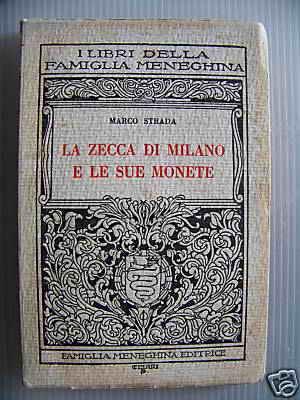 I LIBRI DELLA
FAMIGLIA MENEGHINA
MARCO STRADA
LA ZECCA DI MILANO
E LE SUE MONETE
FAMIGLIA MENEGHINA EDITRICE